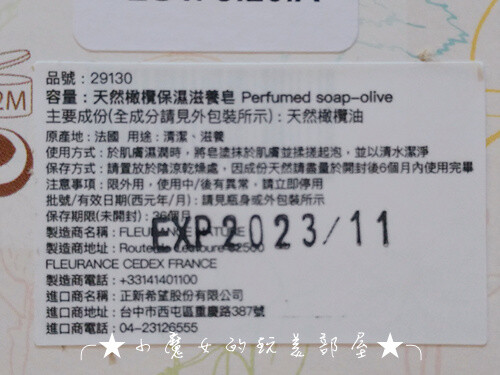 2M
品號：29130
容量：天然橄欖保濕滋養皂 Perfumed soap-olive
主要成份(全成分請見外包裝所示)：天然橄欖油
原產地：法國 用途：清潔、滋養
使用方式：於肌膚濕潤時，將皂塗抹於肌膚並搓搓起泡，並以清水潔淨
保存方式：請置放於陰涼乾燥處，因成份天然請盡量於開封後6個月內使用完畢
注意事項：限外用，使用中/後有異常，請立即停用
批號/有效日期(西元年/月)：請見瓶身或外包裝所示
保存期限(未開封)：36個月
EXP2023/11
製造商名稱：FLEURANCE NATURE
製造商地址：Route de Lectoure 32500
FLEURANCE CEDEX FRANCE
製造商電話：+33141401100
進口商名稱：正新希望股份有限公司
進口商地址：台中市西屯區重慶路387號
進口商電話：04-23126555
★小魔女的玩美部屋★